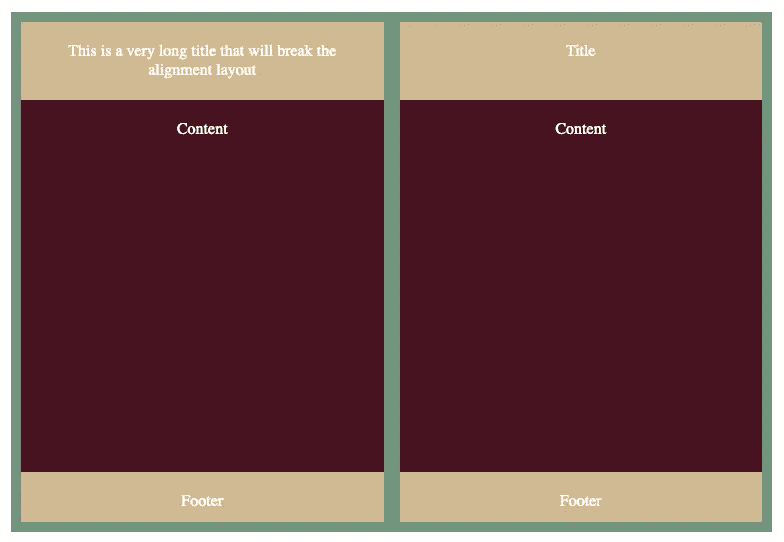 This is a very long title that will break the
alignment layout
Content
Footer
Title
Content
Footer